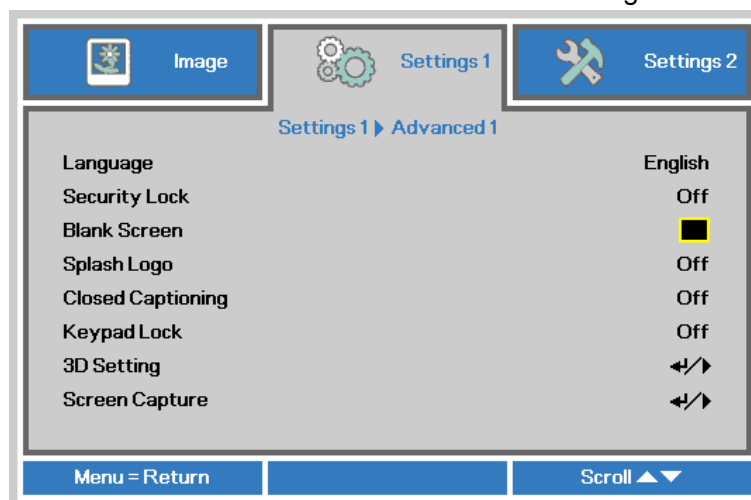 Image Settings 1 Settings 2
Settings 1 Advanced 1
Language English
Security Lock Off
Blank Screen
Splash Logo Off
Closed Captioning Off
Keypad Lock Off
3D Setting ↵/▶
Screen Capture ↵/▶
Menu = Return Scroll ▲▼